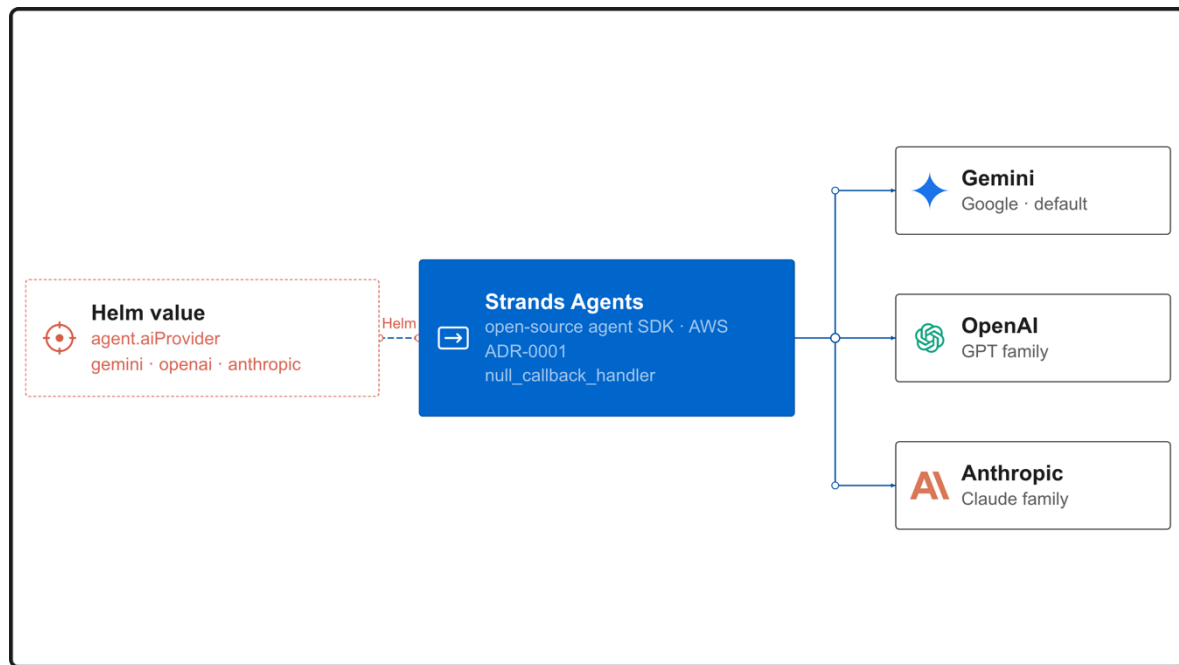 Helm value
agent.aiProvider
gemini · openai · anthropic
Helm
Strands Agents
open-source agent SDK · AWS
ADR-0001
null_callback_handler
Gemini
Google · default
OpenAI
GPT family
Anthropic
Claude family